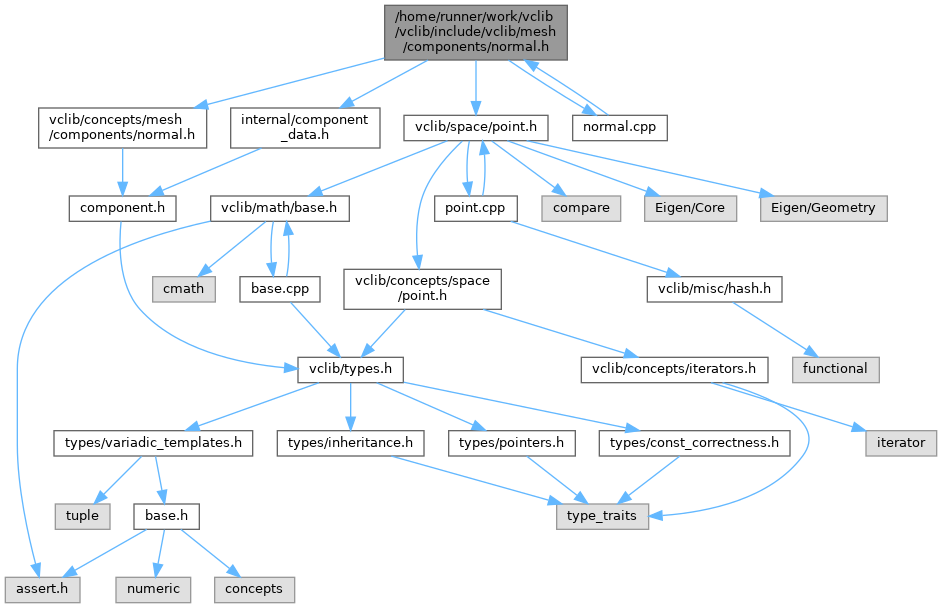 /home/runner/work/vclib
/vclib/include/vclib/mesh
/components/normal.h
vclib/concepts/mesh
/components/normal.h
internal/component
_data.h
vclib/space/point.h
normal.cpp
component.h
vclib/math/base.h
point.cpp
compare
Eigen/Core
Eigen/Geometry
cmath
base.cpp
vclib/concepts/space
/point.h
vclib/misc/hash.h
vclib/types.h
vclib/concepts/iterators.h
functional
types/variadic_templates.h
types/inheritance.h
types/pointers.h
types/const_correctness.h
iterator
tuple
base.h
type_traits
assert.h
numeric
concepts